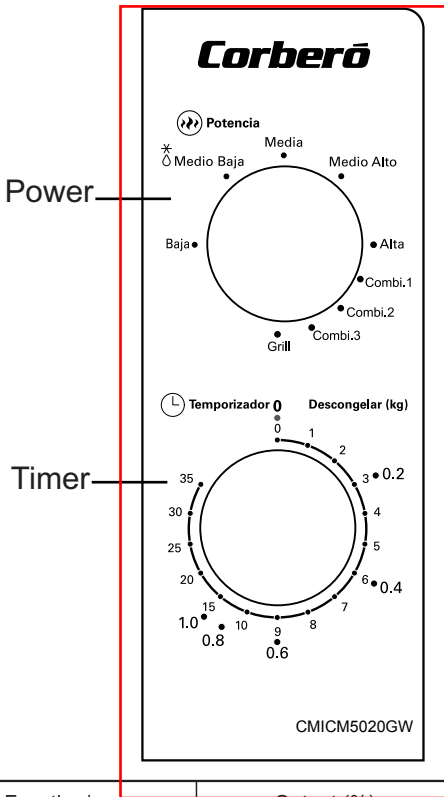 Corberó
Potencia
Media
Medio Baja
Medio Alto
Power
Baja
Alta
Combi.1
Combi.2
Combi.3
Grill
Temporizador 0
Descongelar (kg)
0
1
2
3
0.2
4
5
6
0.4
7
8
9
0.6
10
0.8
15
1.0
20
25
30
35
Timer
CMICM5020GW